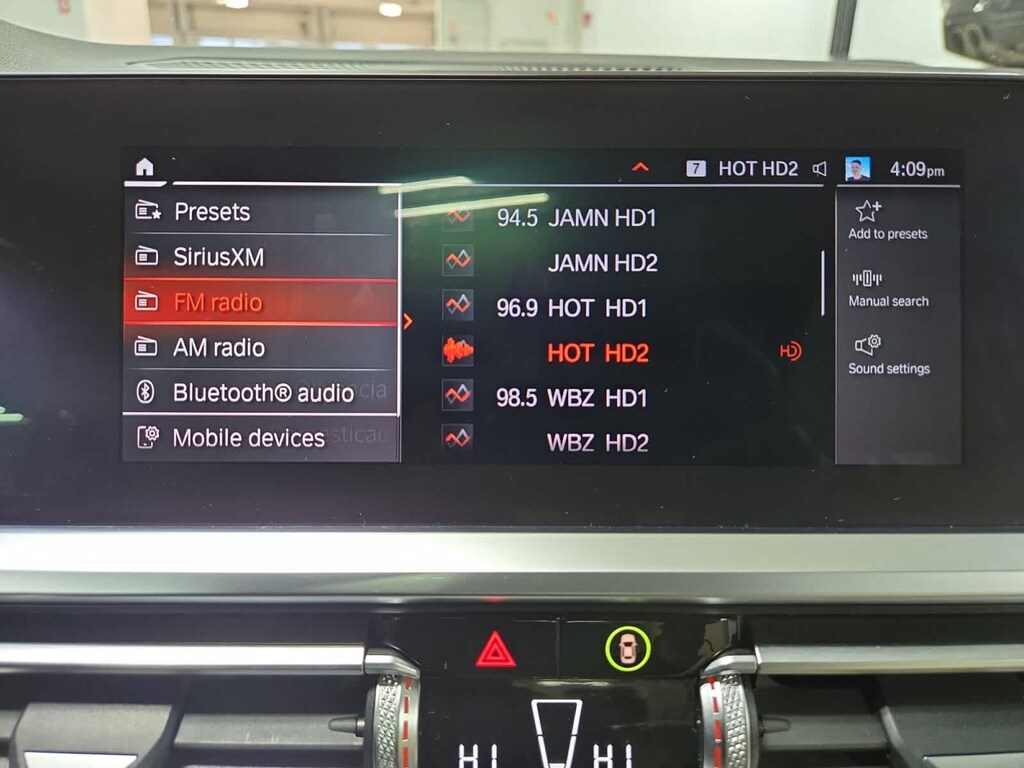 7 HOT HD2 4:09pm
Presets
SiriusXM
FM radio
AM radio
Bluetooth® audio
Mobile devices
94.5 JAMN HD1
JAMN HD2
96.9 HOT HD1
HOT HD2 HD
98.5 WBZ HD1
WBZ HD2
Add to presets
Manual search
Sound settings
HI HI